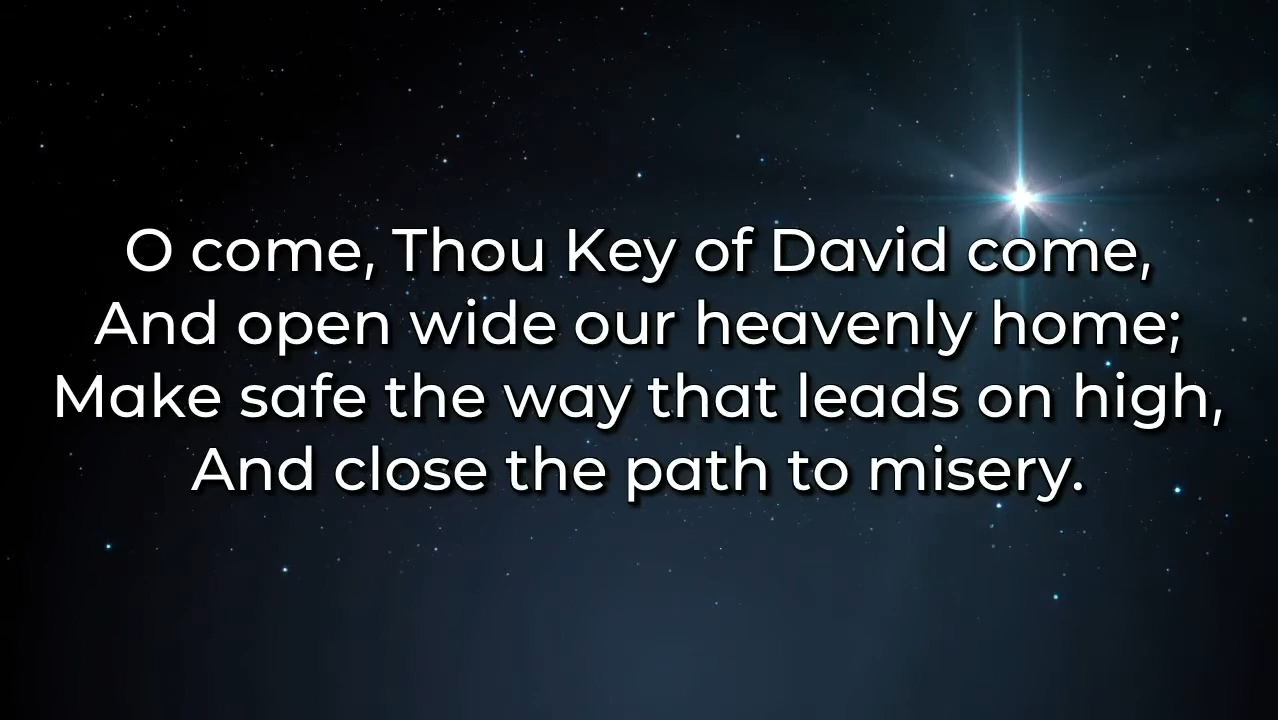 O come, Thou Key of David come,
And open wide our heavenly home;
Make safe the way that leads on high,
And close the path to misery.